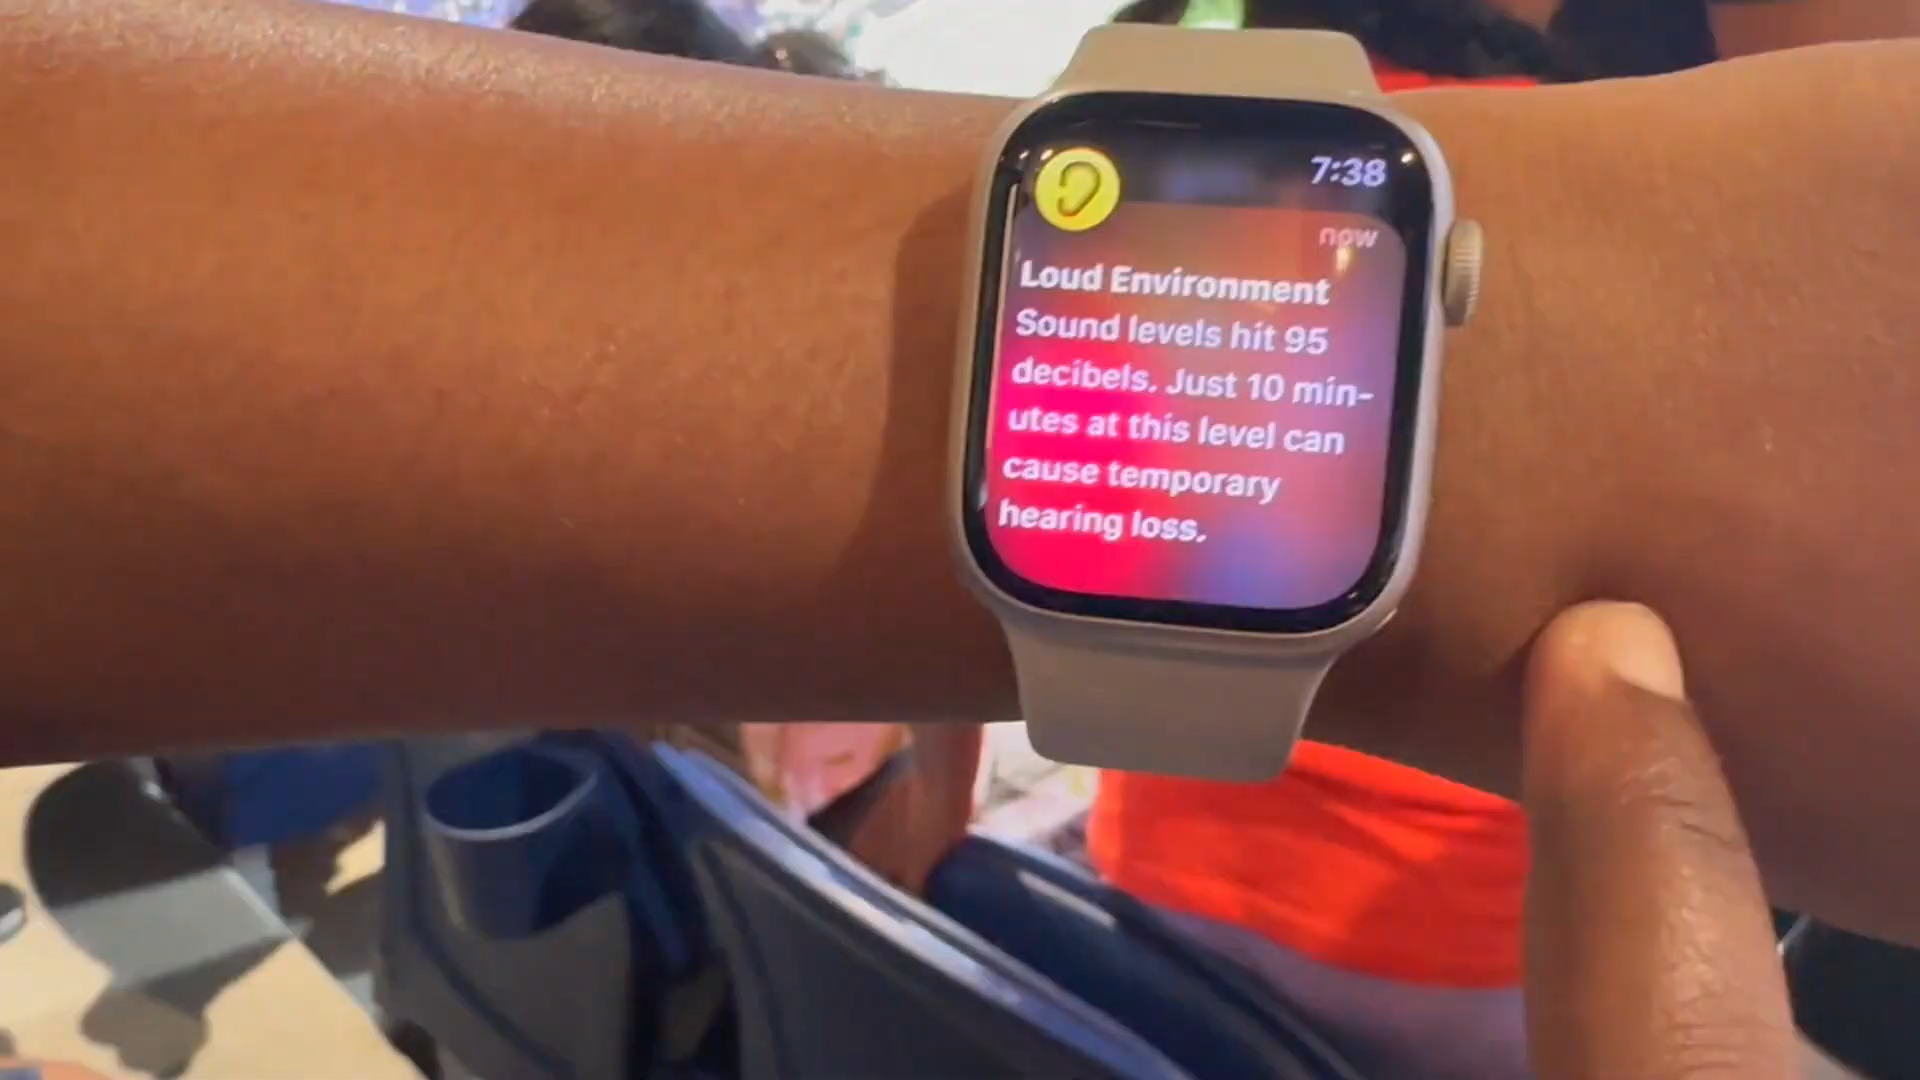 7:38
now
Loud Environment
Sound levels hit 95
decibels. Just 10 min-
utes at this level can
cause temporary
hearing loss.